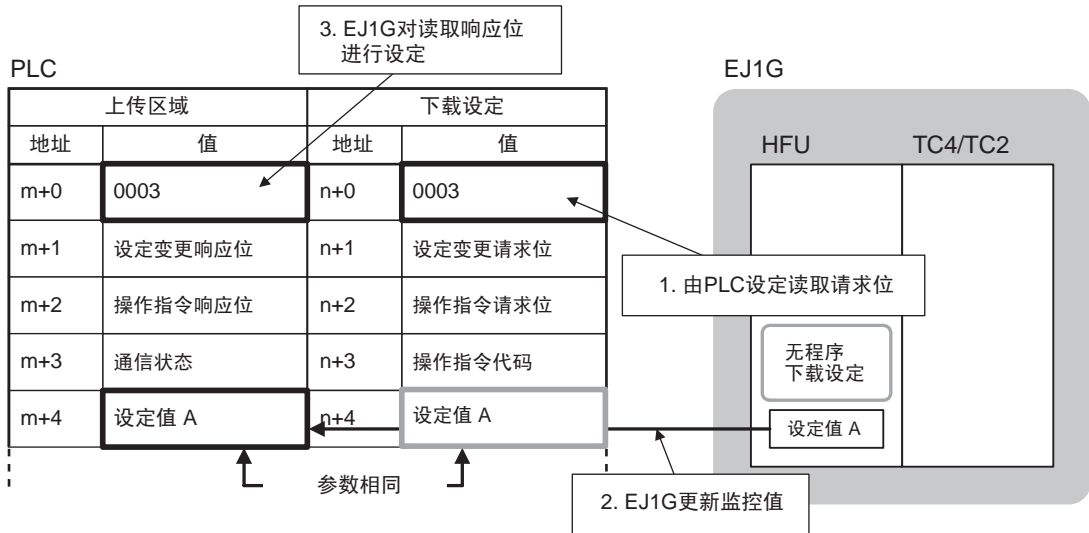 3. EJ1G对读取响应位
进行设定
PLC
EJ1G
上传区域 下载设定
地址 值 地址 值
HFU TC4/TC2
m+0 0003 n+0 0003
m+1 设定变更响应位 n+1 设定变更请求位
1. 由PLC设定读取请求位
m+2 操作指令响应位 n+2 操作指令请求位
m+3 通信状态 n+3 操作指令代码
无程序
下载设定
m+4 设定值 A n+4 设定值 A
设定值 A
参数相同
2. EJ1G更新监控值